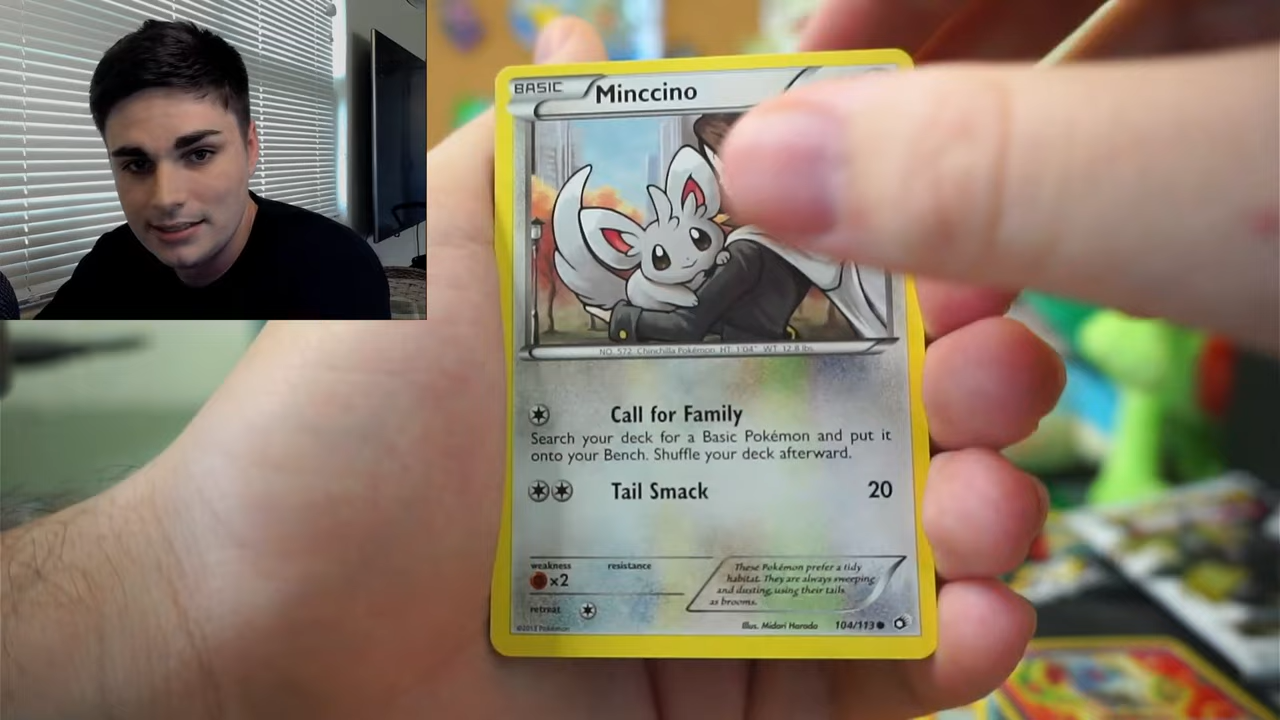 BASIC
Minccino
NO. 572 Chinchilla Pokémon HT: 1'04" WT: 12.8 lbs.
Call for Family
Search your deck for a Basic Pokémon and put it
onto your Bench. Shuffle your deck afterward.
Tail Smack 20
weakness resistance
×2
These Pokémon prefer a tidy
habitat. They are always sweeping
and dusting, using their tails
as brooms.
retreat
©2013 Pokémon
Illus. Midori Harada 104/113